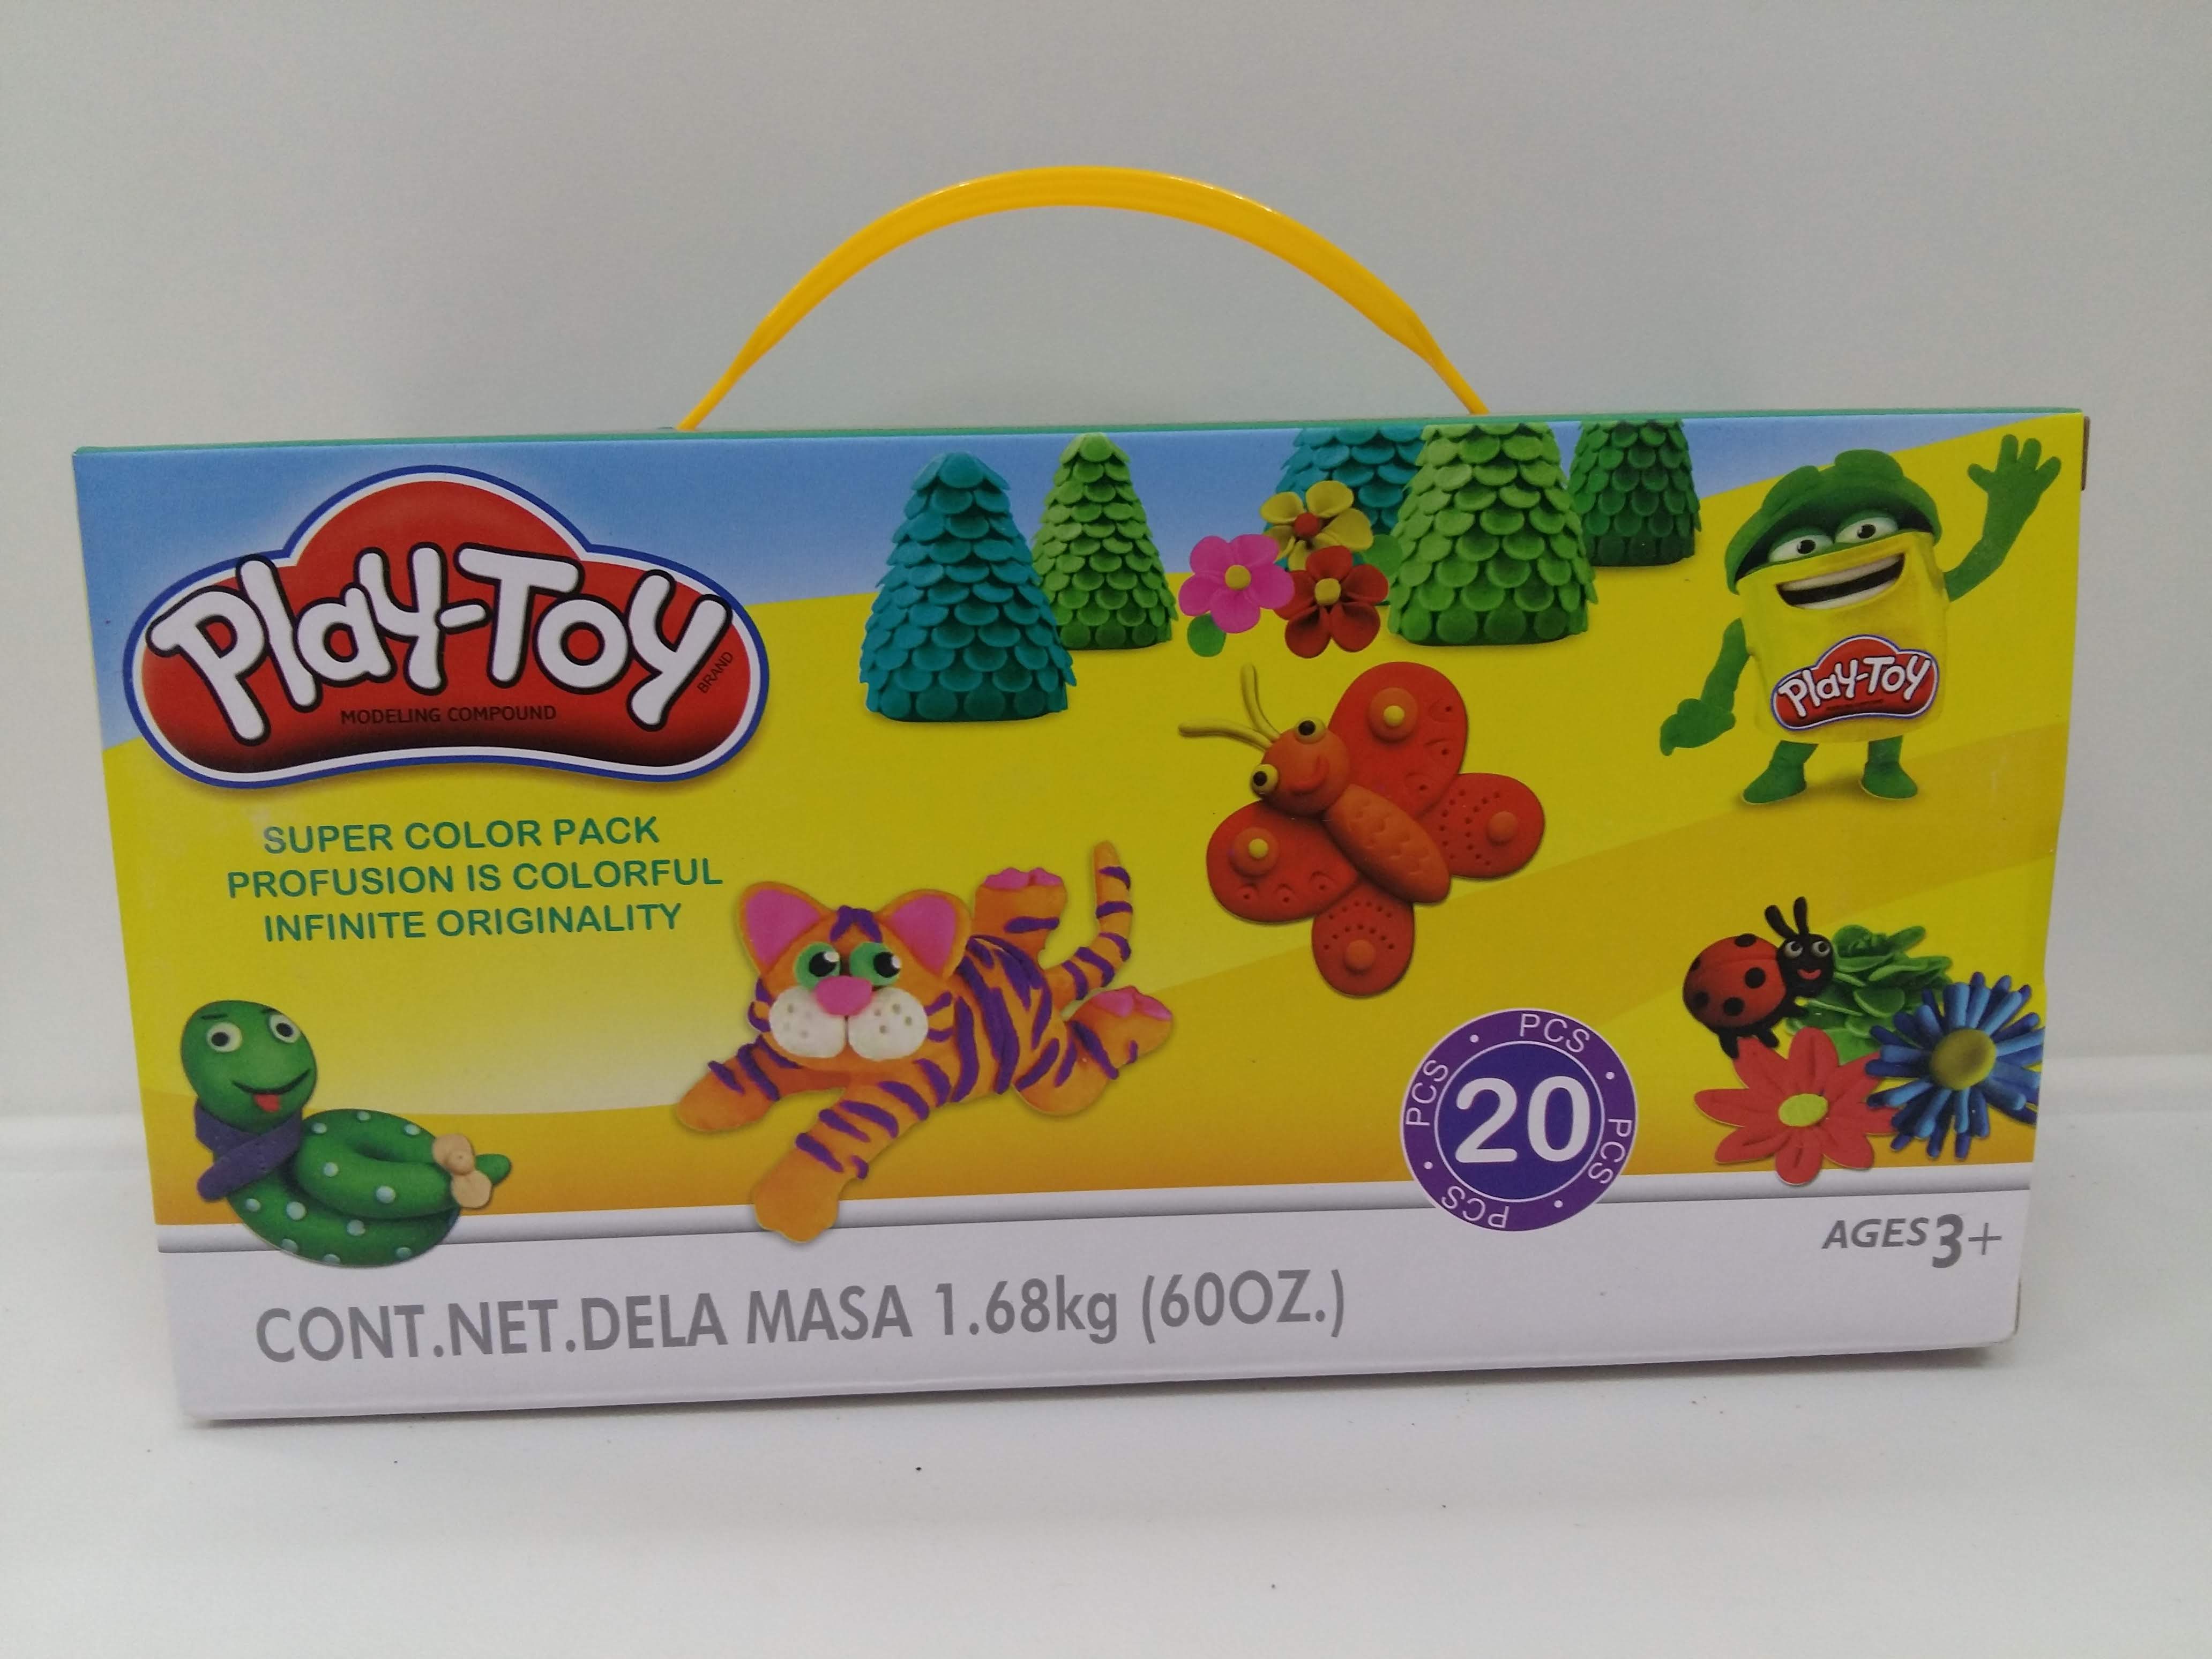 Play-Toy
BRAND
MODELING COMPOUND
SUPER COLOR PACK
PROFUSION IS COLORFUL
INFINITE ORIGINALITY
Play-Toy
PCS · PCS · PCS · PCS ·
20
AGES 3+
CONT.NET.DELA MASA 1.68kg (60OZ.)